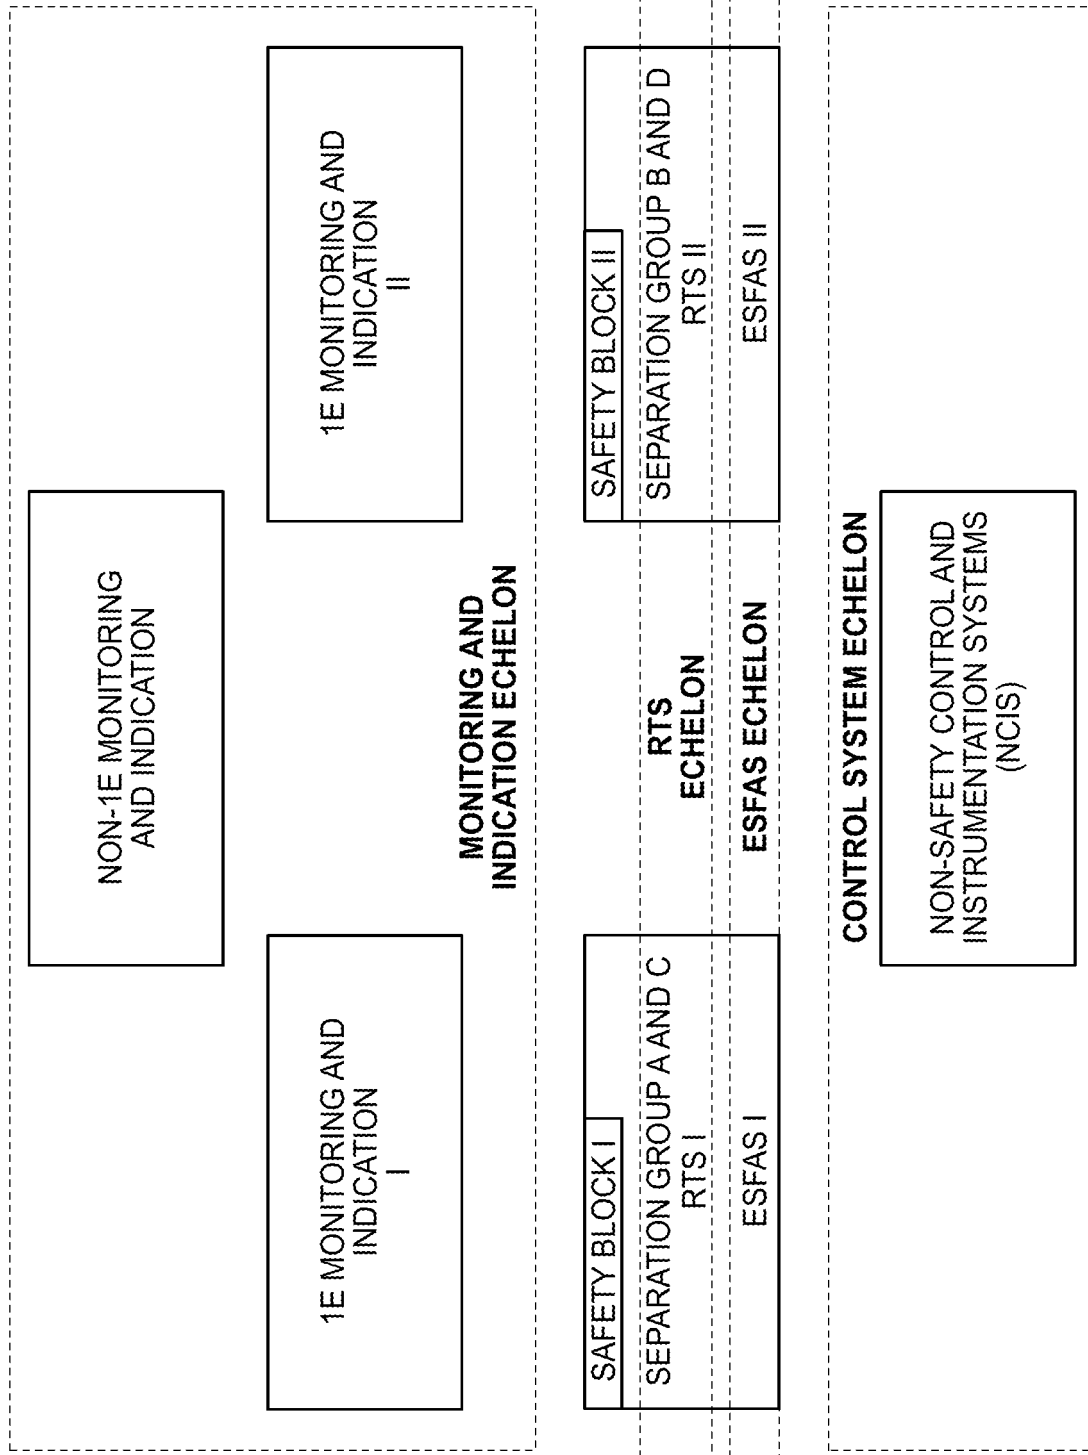 NON-1E MONITORING
AND INDICATION
1E MONITORING AND
INDICATION
I
1E MONITORING AND
INDICATION
II
MONITORING AND
INDICATION ECHELON
SAFETY BLOCK I
SEPARATION GROUP A AND C
RTS I
ESFAS I
RTS
ECHELON
ESFAS ECHELON
SAFETY BLOCK II
SEPARATION GROUP B AND D
RTS II
ESFAS II
CONTROL SYSTEM ECHELON
NON-SAFETY CONTROL AND
INSTRUMENTATION SYSTEMS
(NCIS)